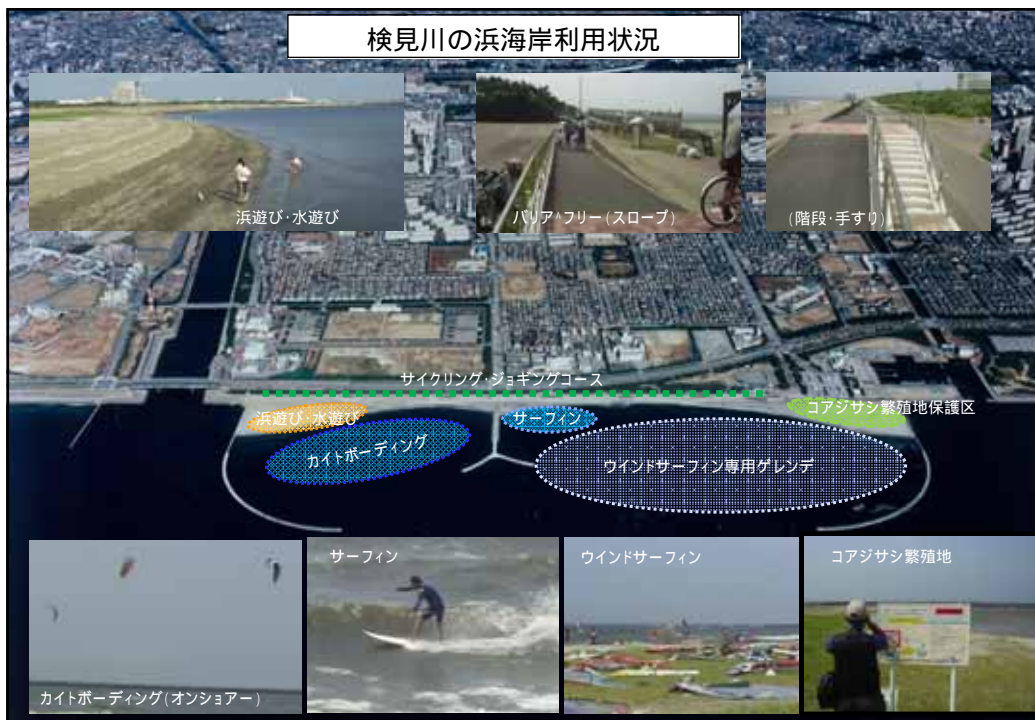 検見川の浜海岸利用状況
浜遊び・水遊び
バリア^フリー(スロープ)
(階段・手すり)
サイクリング・ジョキングコース
浜遊び・水遊び
サーフィン
コアジサシ繁殖地保護区
カイトボーディング
ウインドサーフィン専用ゲレンデ
サーフィン
ウインドサーフィン
コアジサシ繁殖地
カイトボーディング(オンショアー)